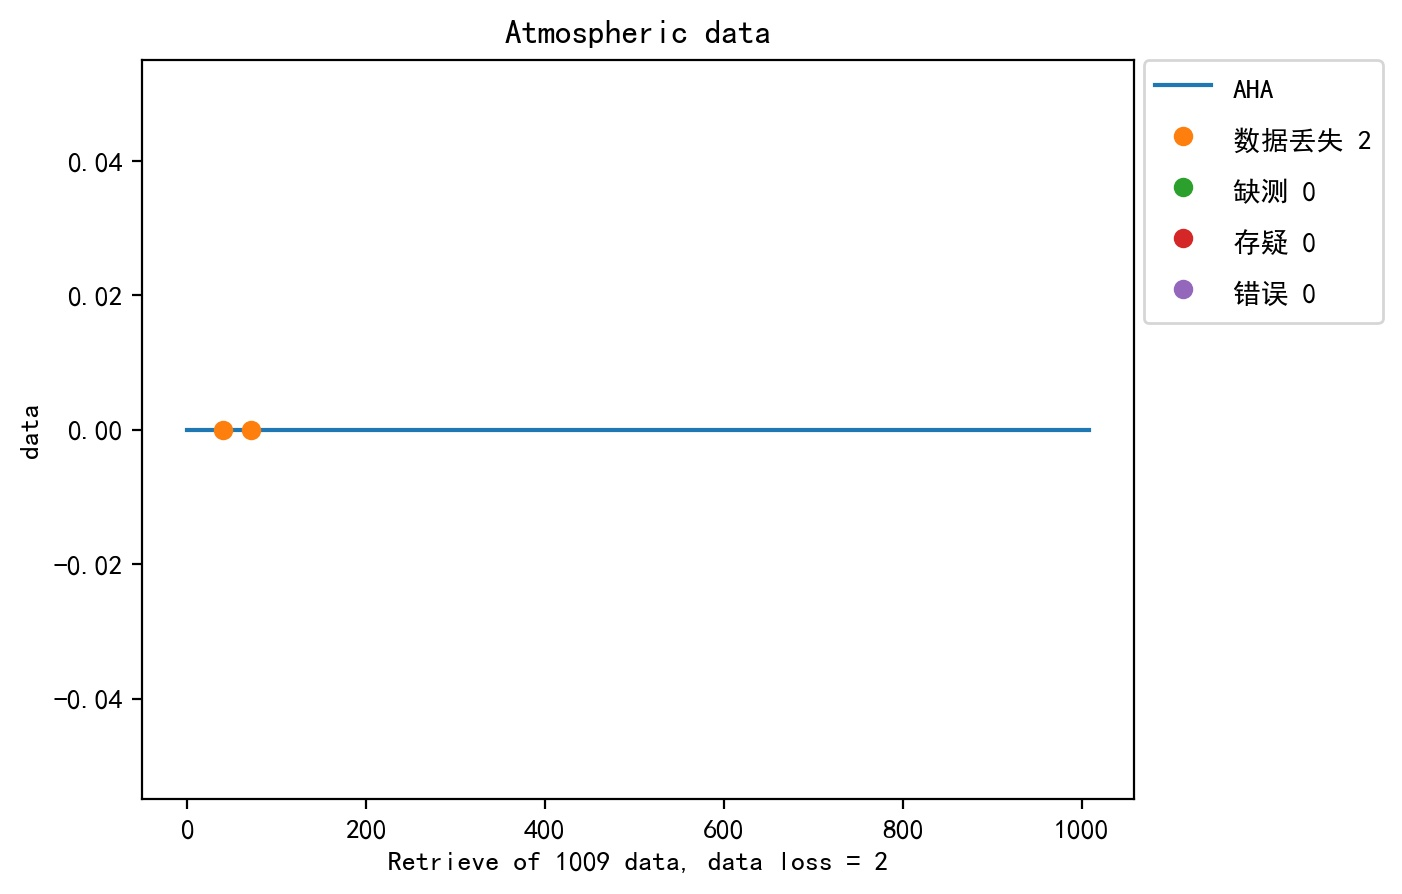 Atmospheric data
AHA
数据丢失 2
缺测 0
存疑 0
错误 0
data
0.04
0.02
0.00
−0.02
−0.04
0
200
400
600
800
1000
Retrieve of 1009 data, data loss = 2